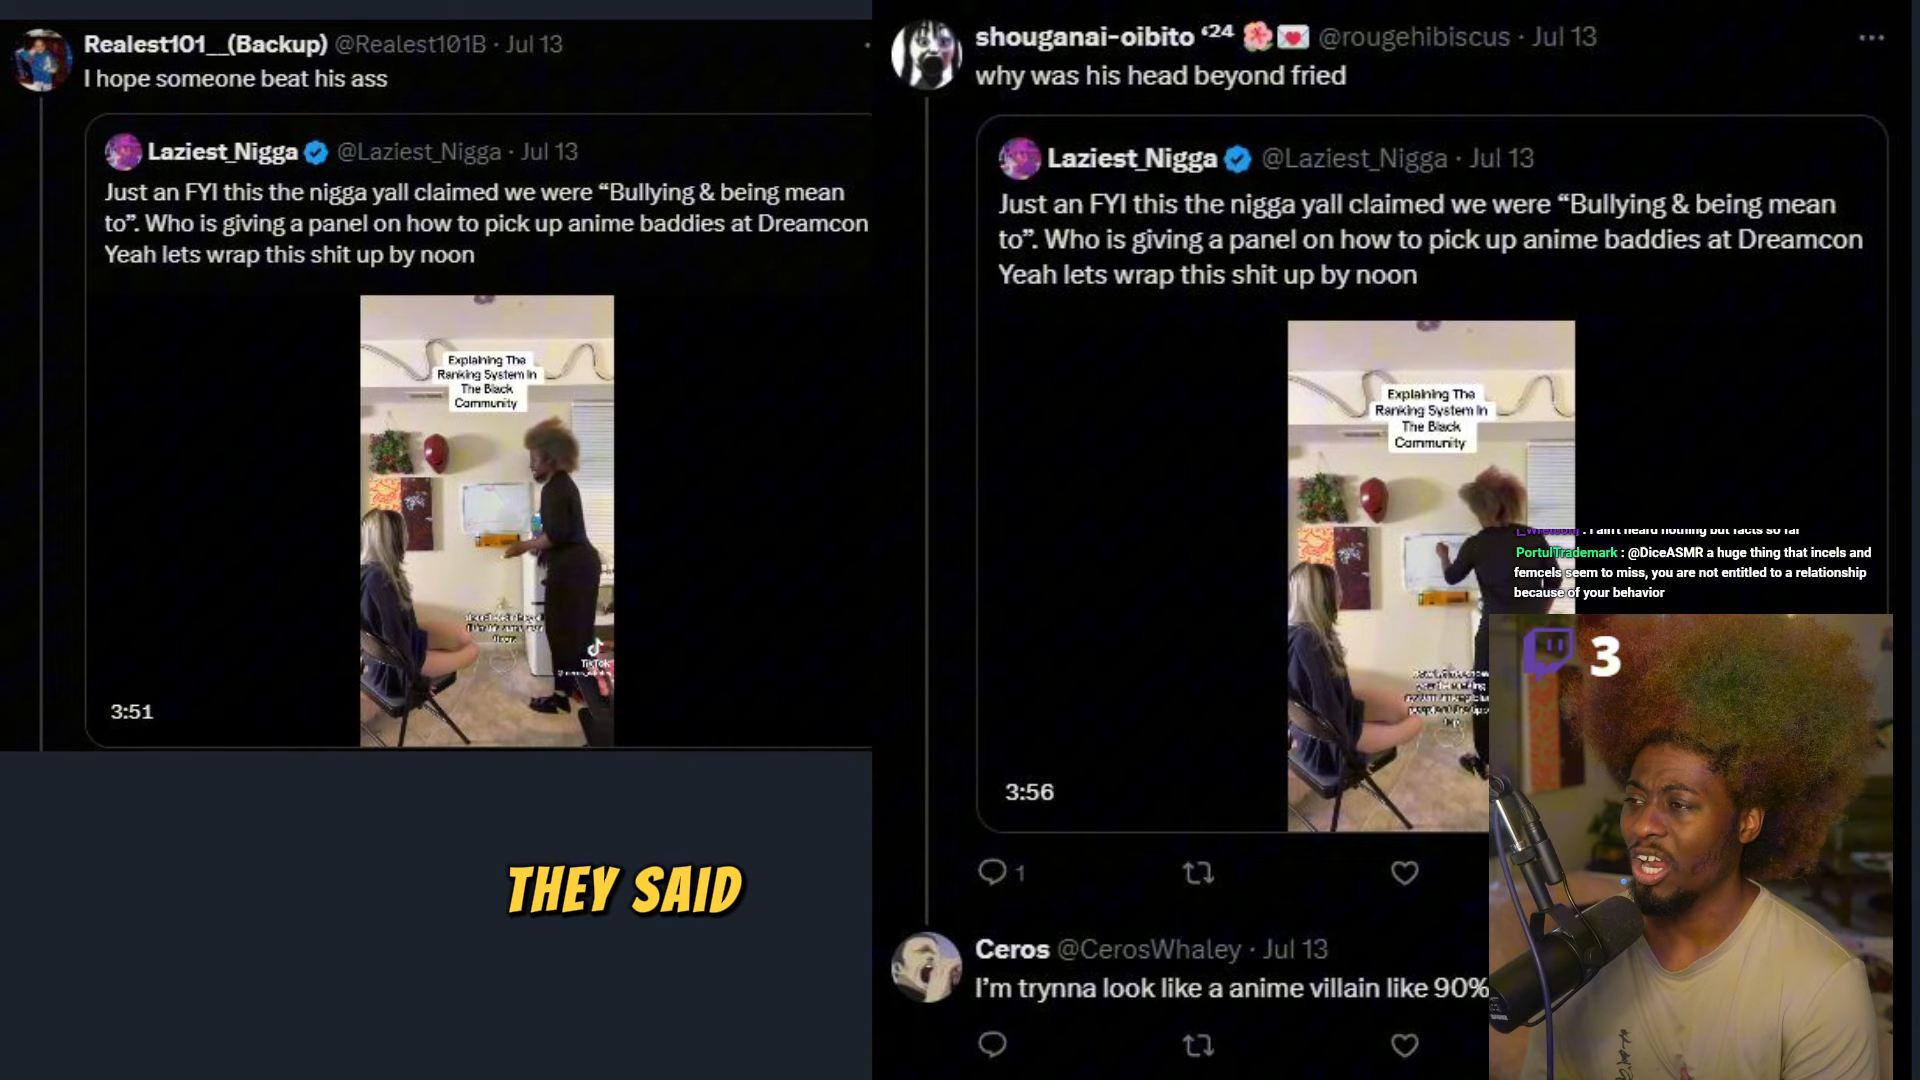 Realest101__(Backup) @Realest101B · Jul 13
I hope someone beat his ass
Laziest_Nigga @Laziest_Nigga · Jul 13
Just an FYI this the nigga yall claimed we were “Bullying & being mean
to”. Who is giving a panel on how to pick up anime baddies at Dreamcon
Yeah lets wrap this shit up by noon
Explaining The
Ranking System In
The Black
Community
TikTok
3:51
THEY SAID
shouganai-oibito ‘²⁴ @rougehibiscus · Jul 13
why was his head beyond fried
Laziest_Nigga @Laziest_Nigga · Jul 13
Just an FYI this the nigga yall claimed we were “Bullying & being mean
to”. Who is giving a panel on how to pick up anime baddies at Dreamcon
Yeah lets wrap this shit up by noon
Explaining The
Ranking System In
The Black
Community
3:56
1
Ceros @CerosWhaley · Jul 13
I’m trynna look like a anime villain like 90%
: I ain't heard nothing but facts so far
PortulTrademark : @DiceASMR a huge thing that incels and
femcels seem to miss, you are not entitled to a relationship
because of your behavior
3